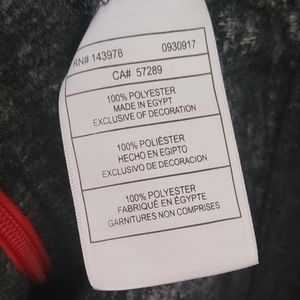 RN# 143978 0930917
CA# 57289
100% POLYESTER
MADE IN EGYPT
EXCLUSIVE OF DECORATION
100% POLIÉSTER
HECHO EN EGIPTO
EXCLUSIVO DE DECORACION
100% POLYESTER
FABRIQUÉ EN ÉGYPTE
GARNITURES NON COMPRISES